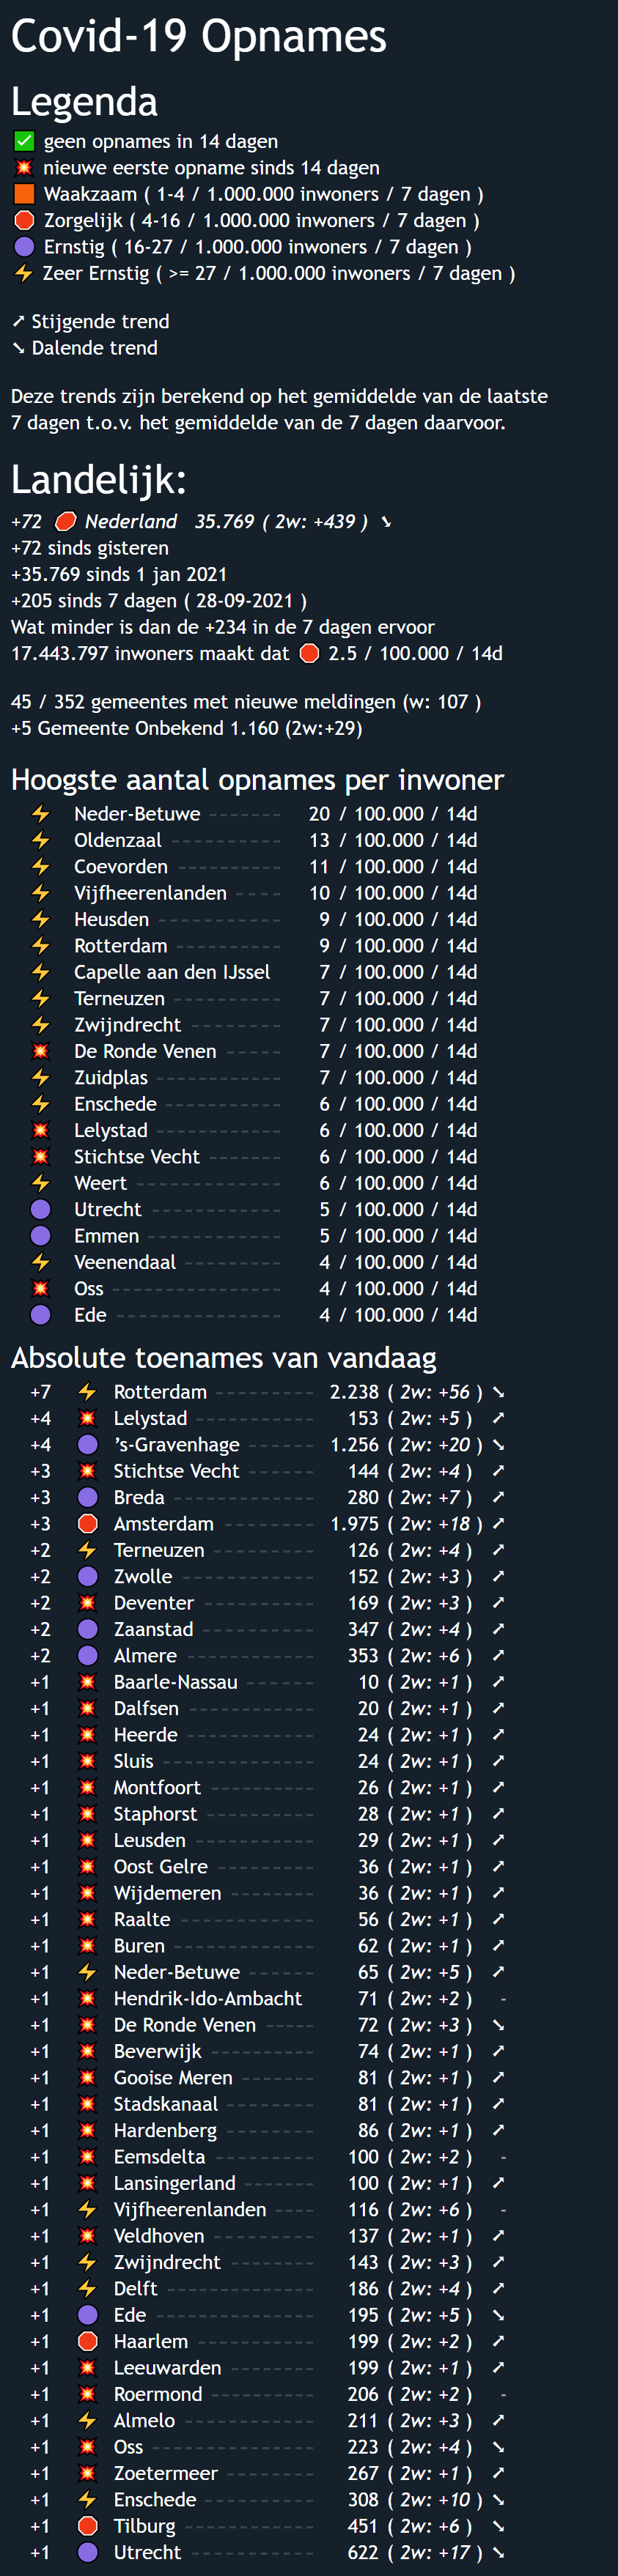 Covid-19 Opnames
Legenda
✅ geen opnames in 14 dagen
💥 nieuwe eerste opname sinds 14 dagen
🟧 Waakzaam ( 1-4 / 1.000.000 inwoners / 7 dagen )
🛑 Zorgelijk ( 4-16 / 1.000.000 inwoners / 7 dagen )
🟣 Ernstig ( 16-27 / 1.000.000 inwoners / 7 dagen )
⚡ Zeer Ernstig ( >= 27 / 1.000.000 inwoners / 7 dagen )
➚ Stijgende trend
➘ Dalende trend
Deze trends zijn berekend op het gemiddelde van de laatste
7 dagen t.o.v. het gemiddelde van de 7 dagen daarvoor.
Landelijk:
+72 🛑 Nederland 35.769 ( 2w: +439 ) ➘
+72 sinds gisteren
+35.769 sinds 1 jan 2021
+205 sinds 7 dagen ( 28-09-2021 )
Wat minder is dan de +234 in de 7 dagen ervoor
17.443.797 inwoners maakt dat 🛑 2.5 / 100.000 / 14d
45 / 352 gemeentes met nieuwe meldingen (w: 107 )
+5 Gemeente Onbekend 1.160 (2w:+29)
Hoogste aantal opnames per inwoner
⚡ Neder-Betuwe -------- 20 / 100.000 / 14d
⚡ Oldenzaal ------------ 13 / 100.000 / 14d
⚡ Coevorden ----------- 11 / 100.000 / 14d
⚡ Vijfheerenlanden ----- 10 / 100.000 / 14d
⚡ Heusden ------------- 9 / 100.000 / 14d
⚡ Rotterdam ----------- 9 / 100.000 / 14d
⚡ Capelle aan den IJssel 7 / 100.000 / 14d
⚡ Terneuzen ----------- 7 / 100.000 / 14d
⚡ Zwijndrecht --------- 7 / 100.000 / 14d
💥 De Ronde Venen ------ 7 / 100.000 / 14d
⚡ Zuidplas ------------- 7 / 100.000 / 14d
⚡ Enschede ------------ 6 / 100.000 / 14d
💥 Lelystad ------------- 6 / 100.000 / 14d
💥 Stichtse Vecht -------- 6 / 100.000 / 14d
⚡ Weert --------------- 6 / 100.000 / 14d
🟣 Utrecht -------------- 5 / 100.000 / 14d
🟣 Emmen -------------- 5 / 100.000 / 14d
⚡ Veenendaal ---------- 4 / 100.000 / 14d
💥 Oss ----------------- 4 / 100.000 / 14d
🟣 Ede ----------------- 4 / 100.000 / 14d
Absolute toenames van vandaag
+7 ⚡ Rotterdam ---------- 2.238 ( 2w: +56 ) ➘
+4 💥 Lelystad ------------ 153 ( 2w: +5 ) ➚
+4 🟣 ’s-Gravenhage ------- 1.256 ( 2w: +20 ) ➘
+3 💥 Stichtse Vecht ------- 144 ( 2w: +4 ) ➚
+3 🟣 Breda -------------- 280 ( 2w: +7 ) ➚
+3 🛑 Amsterdam --------- 1.975 ( 2w: +18 ) ➚
+2 ⚡ Terneuzen ---------- 126 ( 2w: +4 ) ➚
+2 🟣 Zwolle ------------- 152 ( 2w: +3 ) ➚
+2 💥 Deventer ----------- 169 ( 2w: +3 ) ➚
+2 🟣 Zaanstad ----------- 347 ( 2w: +4 ) ➚
+2 🟣 Almere ------------- 353 ( 2w: +6 ) ➚
+1 💥 Baarle-Nassau ------- 10 ( 2w: +1 ) ➚
+1 💥 Dalfsen ------------ 20 ( 2w: +1 ) ➚
+1 💥 Heerde ------------ 24 ( 2w: +1 ) ➚
+1 💥 Sluis --------------- 24 ( 2w: +1 ) ➚
+1 💥 Montfoort ---------- 26 ( 2w: +1 ) ➚
+1 💥 Staphorst ----------- 28 ( 2w: +1 ) ➚
+1 💥 Leusden ------------ 29 ( 2w: +1 ) ➚
+1 💥 Oost Gelre ---------- 36 ( 2w: +1 ) ➚
+1 💥 Wijdemeren --------- 36 ( 2w: +1 ) ➚
+1 💥 Raalte ------------- 56 ( 2w: +1 ) ➚
+1 💥 Buren -------------- 62 ( 2w: +1 ) ➚
+1 ⚡ Neder-Betuwe ------- 65 ( 2w: +5 ) ➚
+1 💥 Hendrik-Ido-Ambacht 71 ( 2w: +2 ) -
+1 💥 De Ronde Venen ----- 72 ( 2w: +3 ) ➘
+1 💥 Beverwijk ----------- 74 ( 2w: +1 ) ➚
+1 💥 Gooise Meren -------- 81 ( 2w: +1 ) ➚
+1 💥 Stadskanaal --------- 81 ( 2w: +1 ) ➚
+1 💥 Hardenberg --------- 86 ( 2w: +1 ) ➚
+1 💥 Eemsdelta ---------- 100 ( 2w: +2 ) -
+1 💥 Lansingerland ------- 100 ( 2w: +1 ) ➚
+1 ⚡ Vijfheerenlanden ---- 116 ( 2w: +6 ) -
+1 💥 Veldhoven ---------- 137 ( 2w: +1 ) ➚
+1 ⚡ Zwijndrecht --------- 143 ( 2w: +3 ) ➚
+1 ⚡ Delft --------------- 186 ( 2w: +4 ) ➚
+1 🟣 Ede ---------------- 195 ( 2w: +5 ) ➘
+1 🛑 Haarlem ------------ 199 ( 2w: +2 ) ➚
+1 💥 Leeuwarden --------- 199 ( 2w: +1 ) ➚
+1 💥 Roermond ---------- 206 ( 2w: +2 ) -
+1 ⚡ Almelo ------------- 211 ( 2w: +3 ) ➚
+1 💥 Oss ---------------- 223 ( 2w: +4 ) ➘
+1 💥 Zoetermeer --------- 267 ( 2w: +1 ) ➚
+1 ⚡ Enschede ----------- 308 ( 2w: +10 ) ➘
+1 🛑 Tilburg ------------- 451 ( 2w: +6 ) ➘
+1 🟣 Utrecht ------------ 622 ( 2w: +17 ) ➘